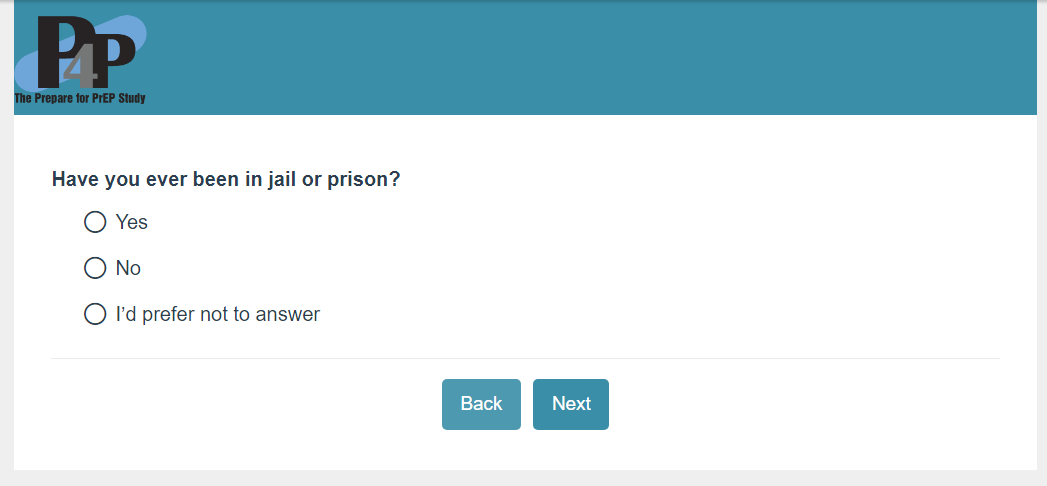 P4P
The Prepare for PrEP Study
Have you ever been in jail or prison?
Yes
No
I’d prefer not to answer
Back Next